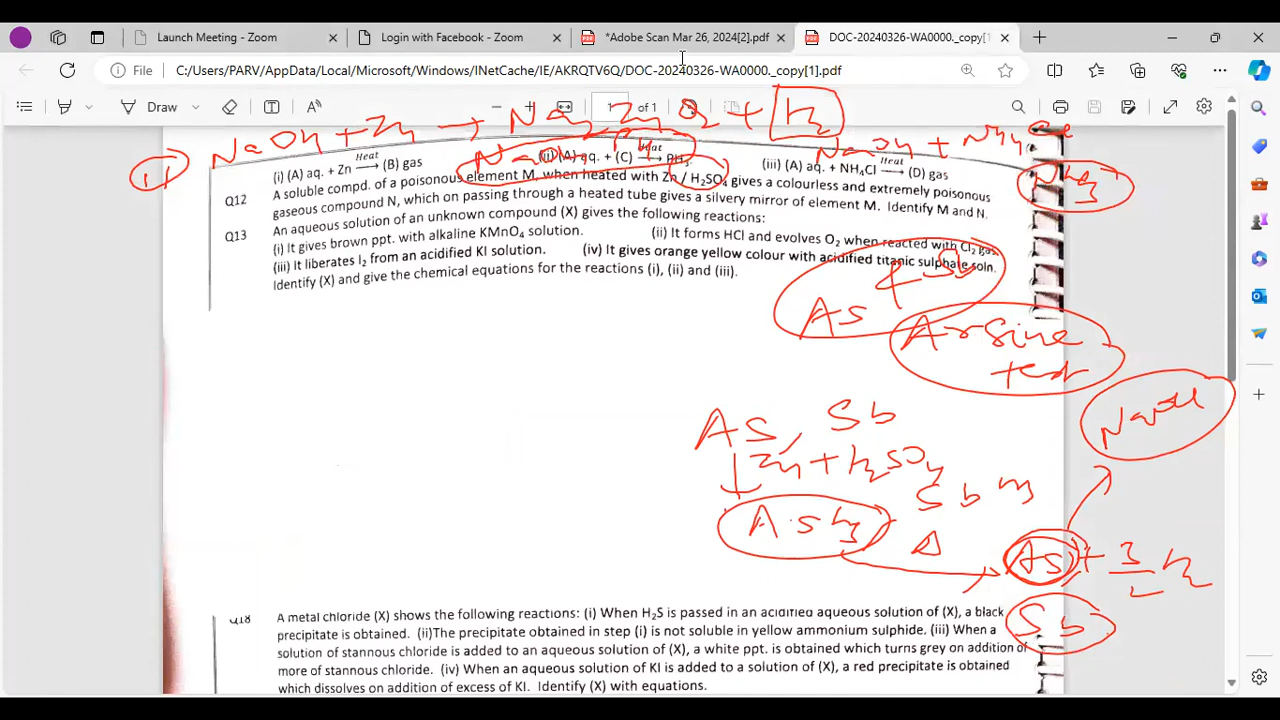 Launch Meeting - Zoom
Login with Facebook - Zoom
*Adobe Scan Mar 26, 2024[2].pdf
DOC-20240326-WA0000._copy[1
File
C:/Users/PARV/AppData/Local/Microsoft/Windows/INetCache/IE/AKRQTV6Q/DOC-20240326-WA0000._copy[1].pdf
Draw
1 of 1
NaOH + Zn → Na2 ZnO2 + H2
(1)
NaOH + P4
NaOH + NH4Cl
NH3
(i) (A) aq. + Zn Heat→ (B) gas
(ii) (A) aq. + (C) Heat→ PH3.
(iii) (A) aq. + NH4Cl Heat→ (D) gas
Q12 A soluble compd. of a poisonous element M, when heated with Zn / H2SO4 gives a colourless and extremely poisonous
gaseous compound N, which on passing through a heated tube gives a silvery mirror of element M. Identify M and N.
Q13 An aqueous solution of an unknown compound (X) gives the following reactions:
(i) It gives brown ppt. with alkaline KMnO4 solution. (ii) It forms HCl and evolves O2 when reacted with Cl2 gas.
(iii) It liberates I2 from an acidified KI solution. (iv) It gives orange yellow colour with acidified titanic sulphate soln.
Identify (X) and give the chemical equations for the reactions (i), (ii) and (iii).
As & Sb
Arsine
test
As, Sb
↓ Zn + H2SO4
AsH3
SbH3
Δ
As + 3/2 H2
Sb
Q18 A metal chloride (X) shows the following reactions: (i) When H2S is passed in an acidified aqueous solution of (X), a black
precipitate is obtained. (ii)The precipitate obtained in step (i) is not soluble in yellow ammonium sulphide. (iii) When a
solution of stannous chloride is added to an aqueous solution of (X), a white ppt. is obtained which turns grey on addition of
more of stannous chloride. (iv) When an aqueous solution of KI is added to a solution of (X), a red precipitate is obtained
which dissolves on addition of excess of KI. Identify (X) with equations.